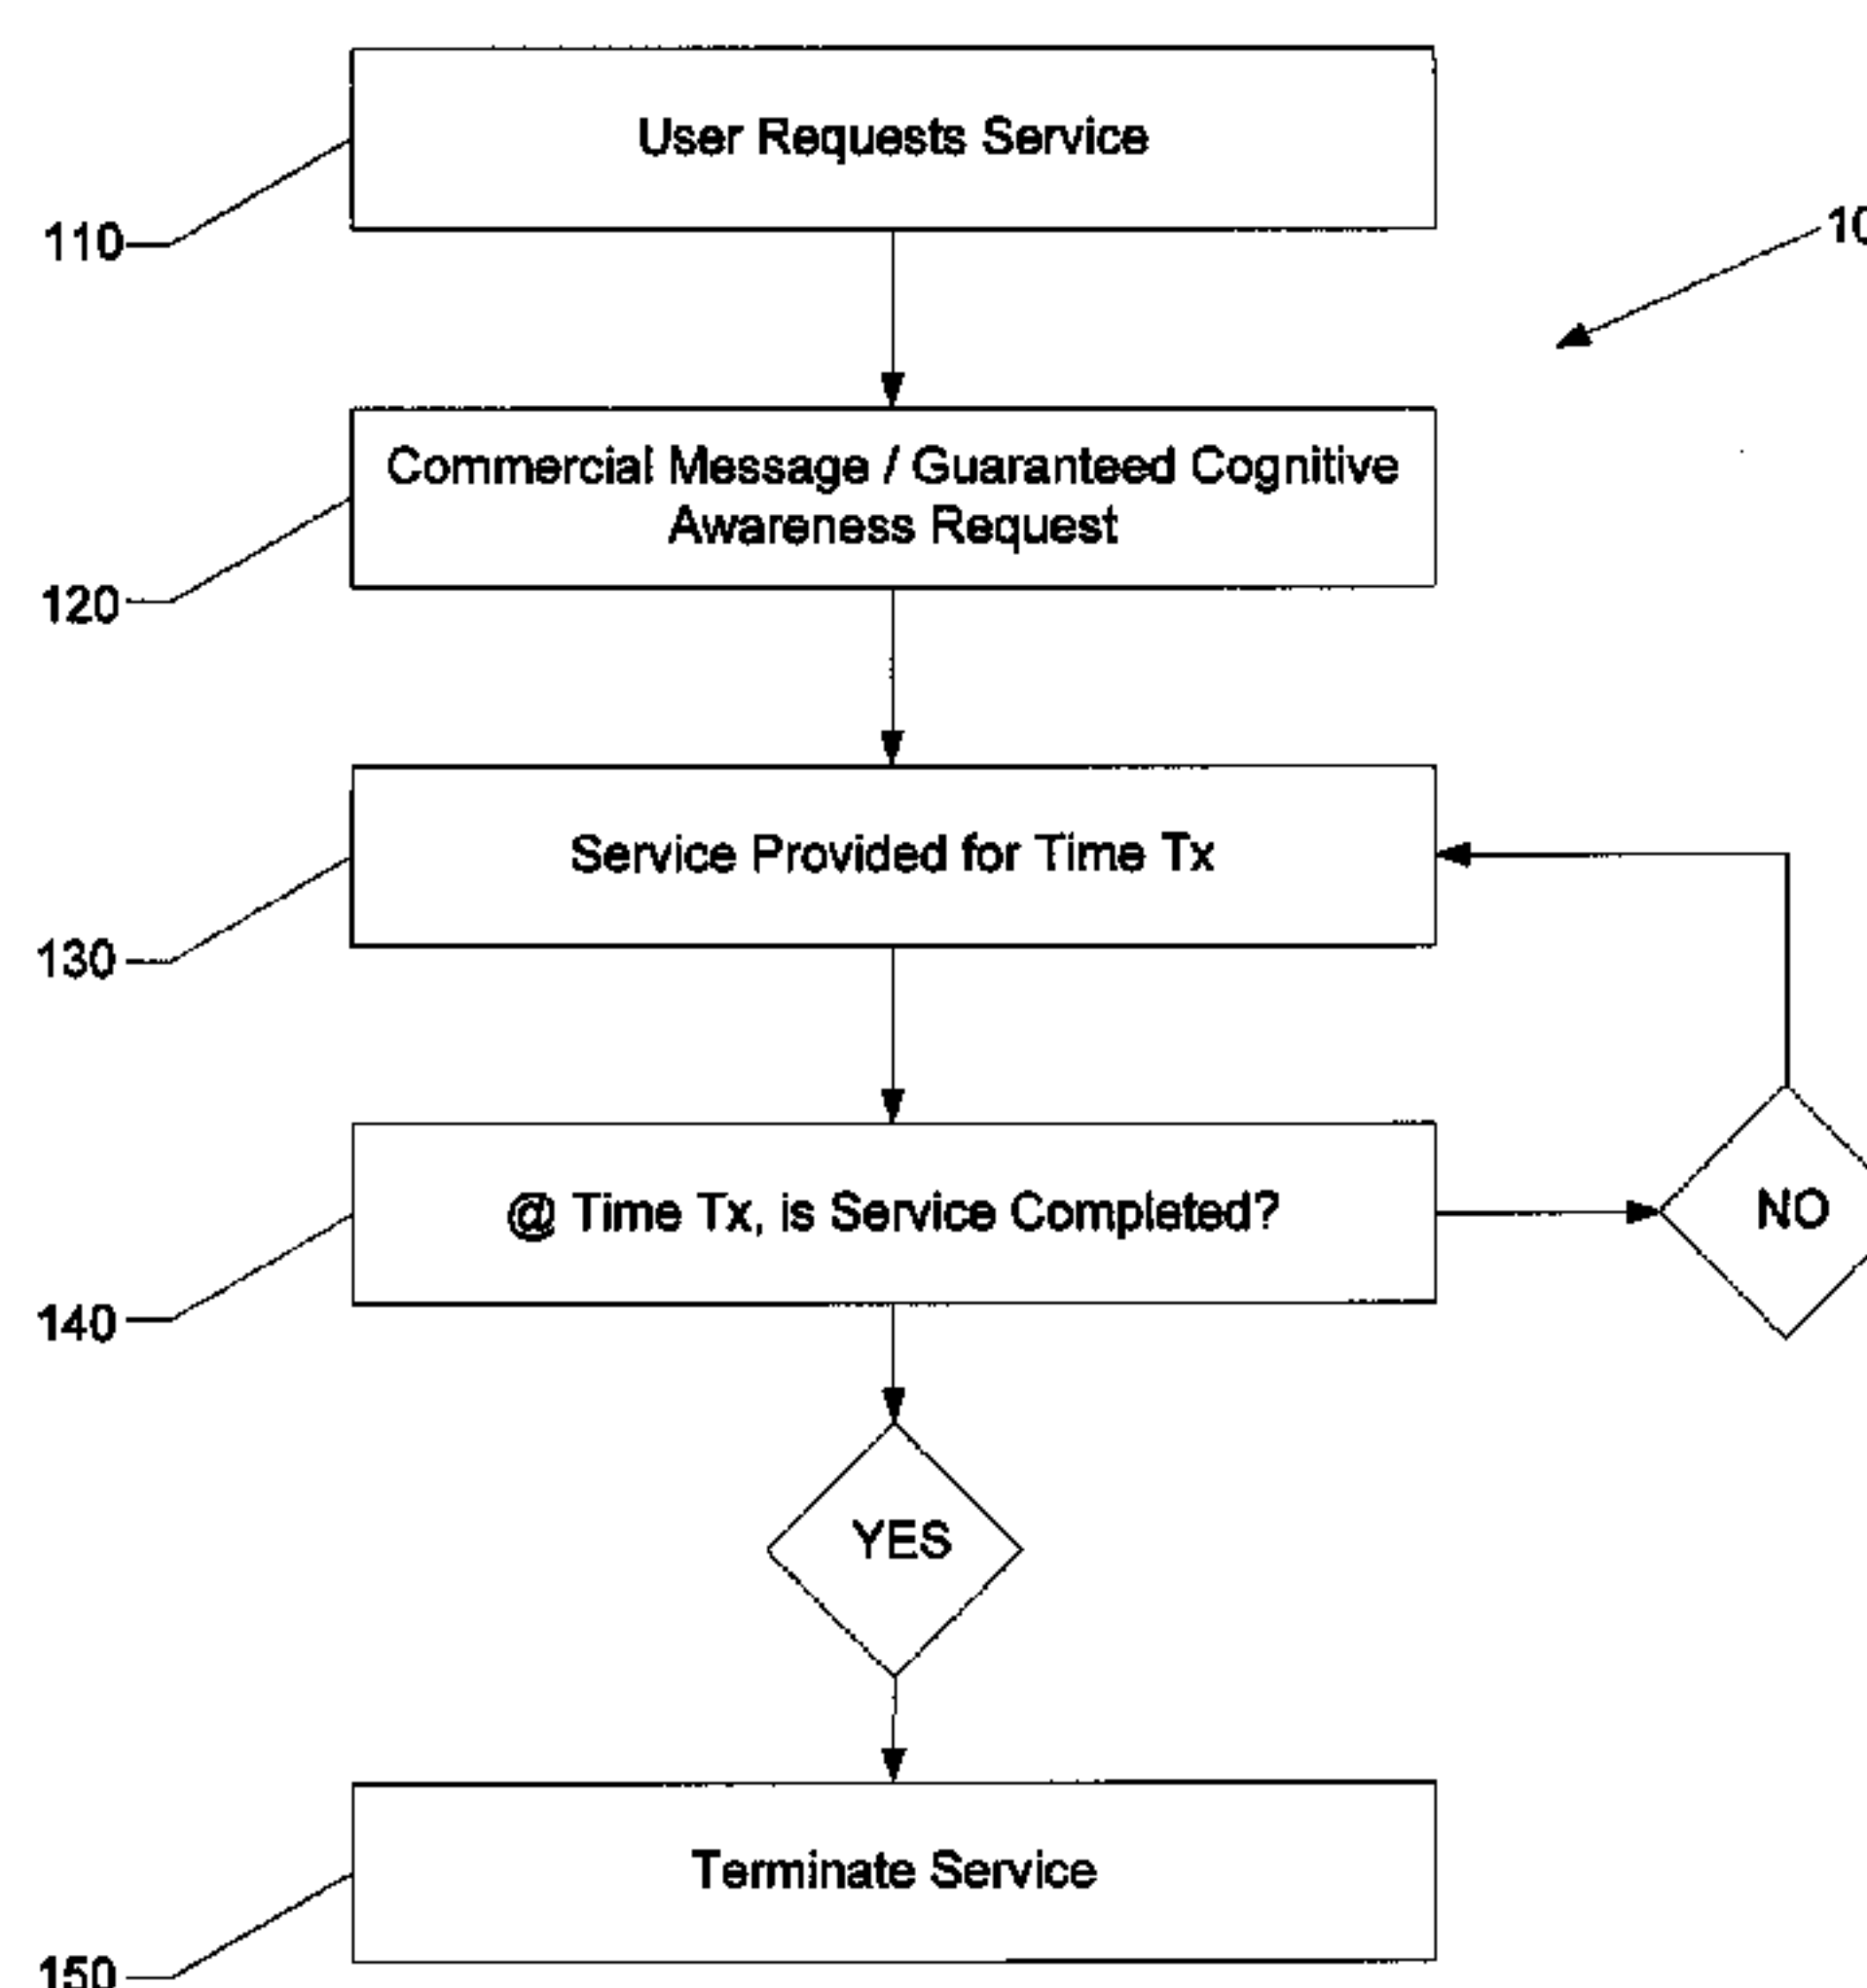 User Requests Service
110
10
Commercial Message / Guaranteed Cognitive
Awareness Request
120
Service Provided for Time Tx
130
@ Time Tx, is Service Completed?
NO
140
YES
Terminate Service
150